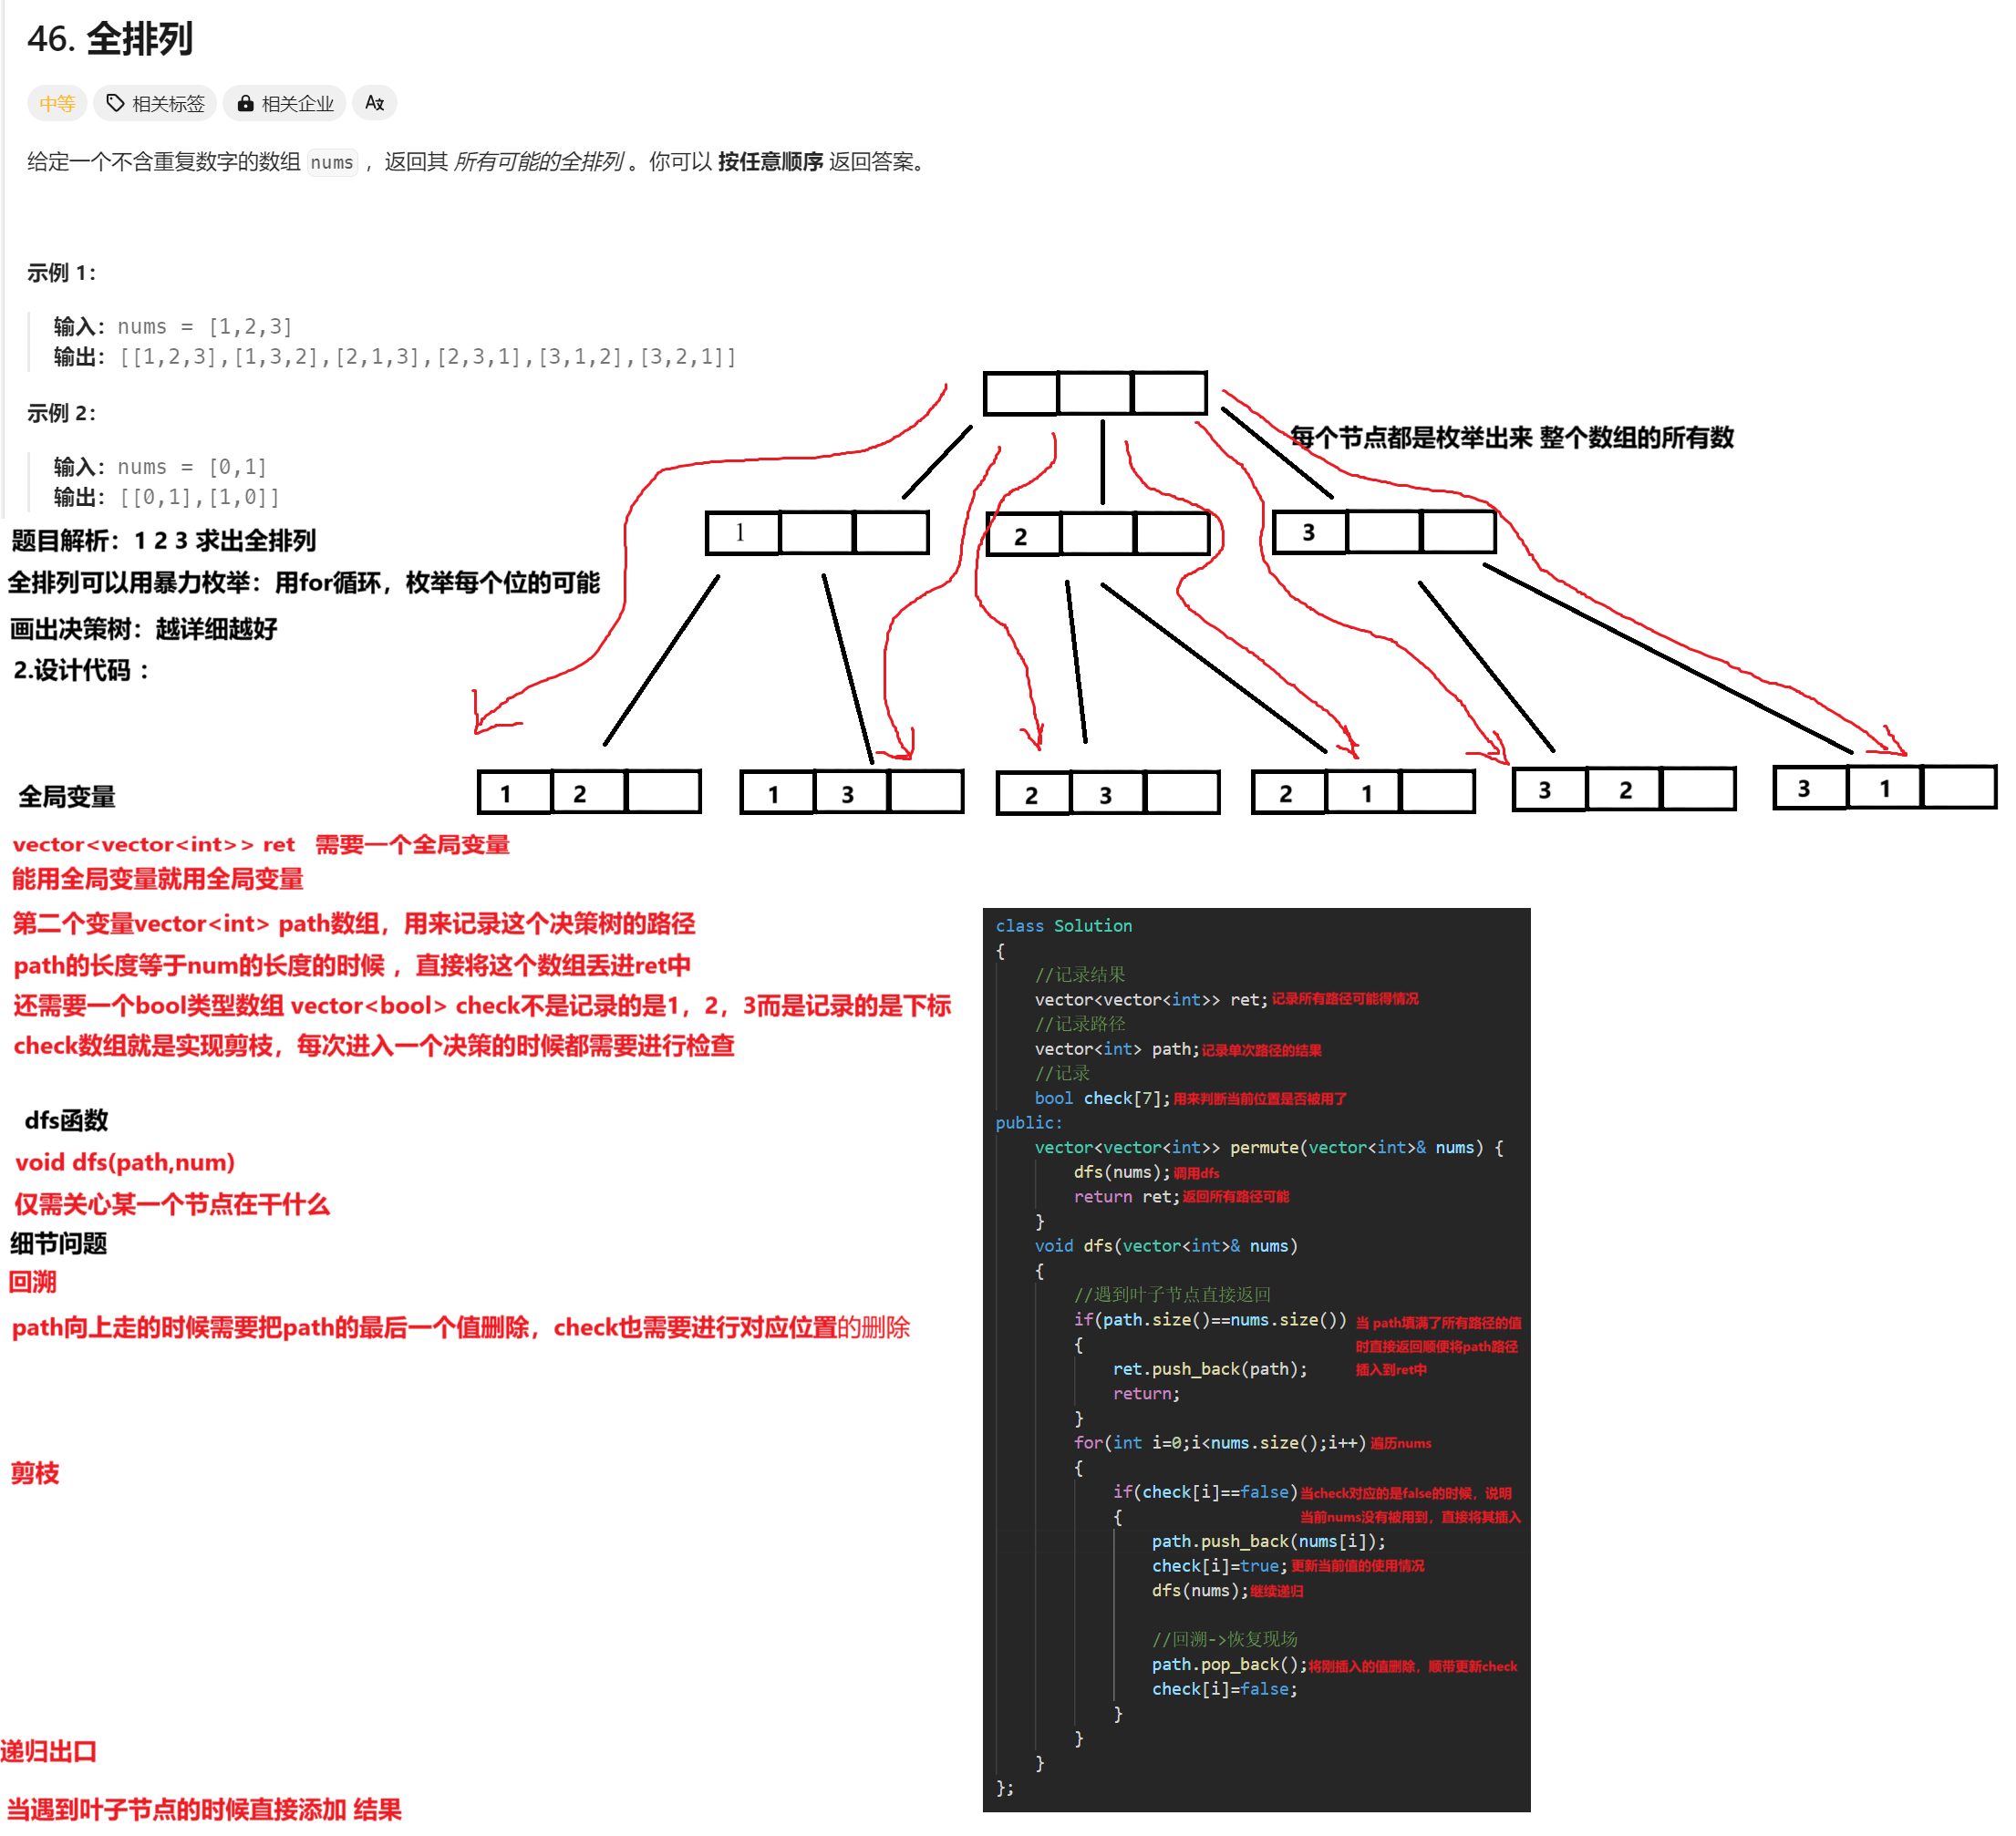 46. 全排列
中等 相关标签 相关企业 A文
给定一个不含重复数字的数组 nums ，返回其 所有可能的全排列 。你可以 按任意顺序 返回答案。
示例 1：
输入：nums = [1,2,3]
输出：[[1,2,3],[1,3,2],[2,1,3],[2,3,1],[3,1,2],[3,2,1]]
示例 2：
输入：nums = [0,1]
输出：[[0,1],[1,0]]
每个节点都是枚举出来 整个数组的所有数
1
2
3
题目解析：1 2 3 求出全排列
全排列可以用暴力枚举：用for循环，枚举每个位的可能
画出决策树：越详细越好
2.设计代码 ：
1 2
1 3
2 3
2 1
3 2
3 1
全局变量
vector<vector<int>> ret 需要一个全局变量
能用全局变量就用全局变量
第二个变量vector<int> path数组，用来记录这个决策树的路径
path的长度等于num的长度的时候 ，直接将这个数组丢进ret中
还需要一个bool类型数组 vector<bool> check不是记录的是1，2，3而是记录的是下标
check数组就是实现剪枝，每次进入一个决策的时候都需要进行检查
dfs函数
void dfs(path,num)
仅需关心某一个节点在干什么
细节问题
回溯
path向上走的时候需要把path的最后一个值删除，check也需要进行对应位置的删除
剪枝
递归出口
当遇到叶子节点的时候直接添加 结果
class Solution
{
//记录结果
vector<vector<int>> ret;记录所有路径可能得情况
//记录路径
vector<int> path;记录单次路径的结果
//记录
bool check[7];用来判断当前位置是否被用了
public:
vector<vector<int>> permute(vector<int>& nums) {
dfs(nums);调用dfs
return ret;返回所有路径可能
}
void dfs(vector<int>& nums)
{
//遇到叶子节点直接返回
if(path.size()==nums.size()) 当 path填满了所有路径的值
{ 时直接返回顺便将path路径
ret.push_back(path); 插入到ret中
return;
}
for(int i=0;i<nums.size();i++)遍历nums
{
if(check[i]==false)当check对应的是false的时候，说明
{ 当前nums没有被用到，直接将其插入
path.push_back(nums[i]);
check[i]=true;更新当前值的使用情况
dfs(nums);继续递归
//回溯->恢复现场
path.pop_back();将刚插入的值删除，顺带更新check
check[i]=false;
}
}
}
};